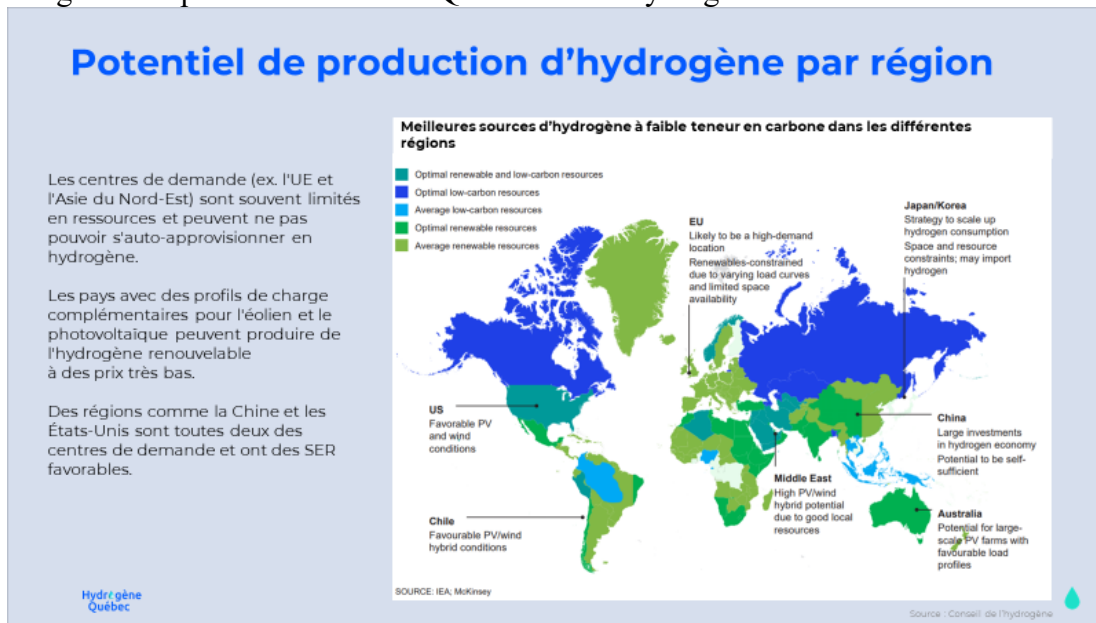 Potentiel de production d'hydrogène par région
Meilleures sources d'hydrogène à faible teneur en carbone dans les différentes
régions
Les centres de demande (ex. l'UE et
l'Asie du Nord-Est) sont souvent limités
en ressources et peuvent ne pas
pouvoir s'auto-approvisionner en
hydrogène.
Les pays avec des profils de charge
complémentaires pour l'éolien et le
photovoltaïque peuvent produire de
l'hydrogène renouvelable
à des prix très bas.
Des régions comme la Chine et les
États-Unis sont toutes deux des
centres de demande et ont des SER
favorables.
Optimal renewable and low-carbon resources
Optimal low-carbon resources
Average low-carbon resources
Optimal renewable resources
Average renewable resources
EU
Likely to be a high-demand
location
Renewables-constrained
due to varying load curves
and limited space
availability
Japan/Korea
Strategy to scale up
hydrogen consumption
Space and resource
constraints; may import
hydrogen
US
Favorable PV
and wind
conditions
China
Large investments
in hydrogen economy
Potential to be self-
sufficient
Middle East
High PV/wind
hybrid potential
due to good local
resources
Chile
Favourable PV/wind
hybrid conditions
Australia
Potential for large-
scale PV farms with
favourable load
profiles
SOURCE: IEA; McKinsey
Hydrogène
Québec
Source : Conseil de l'hydrogène